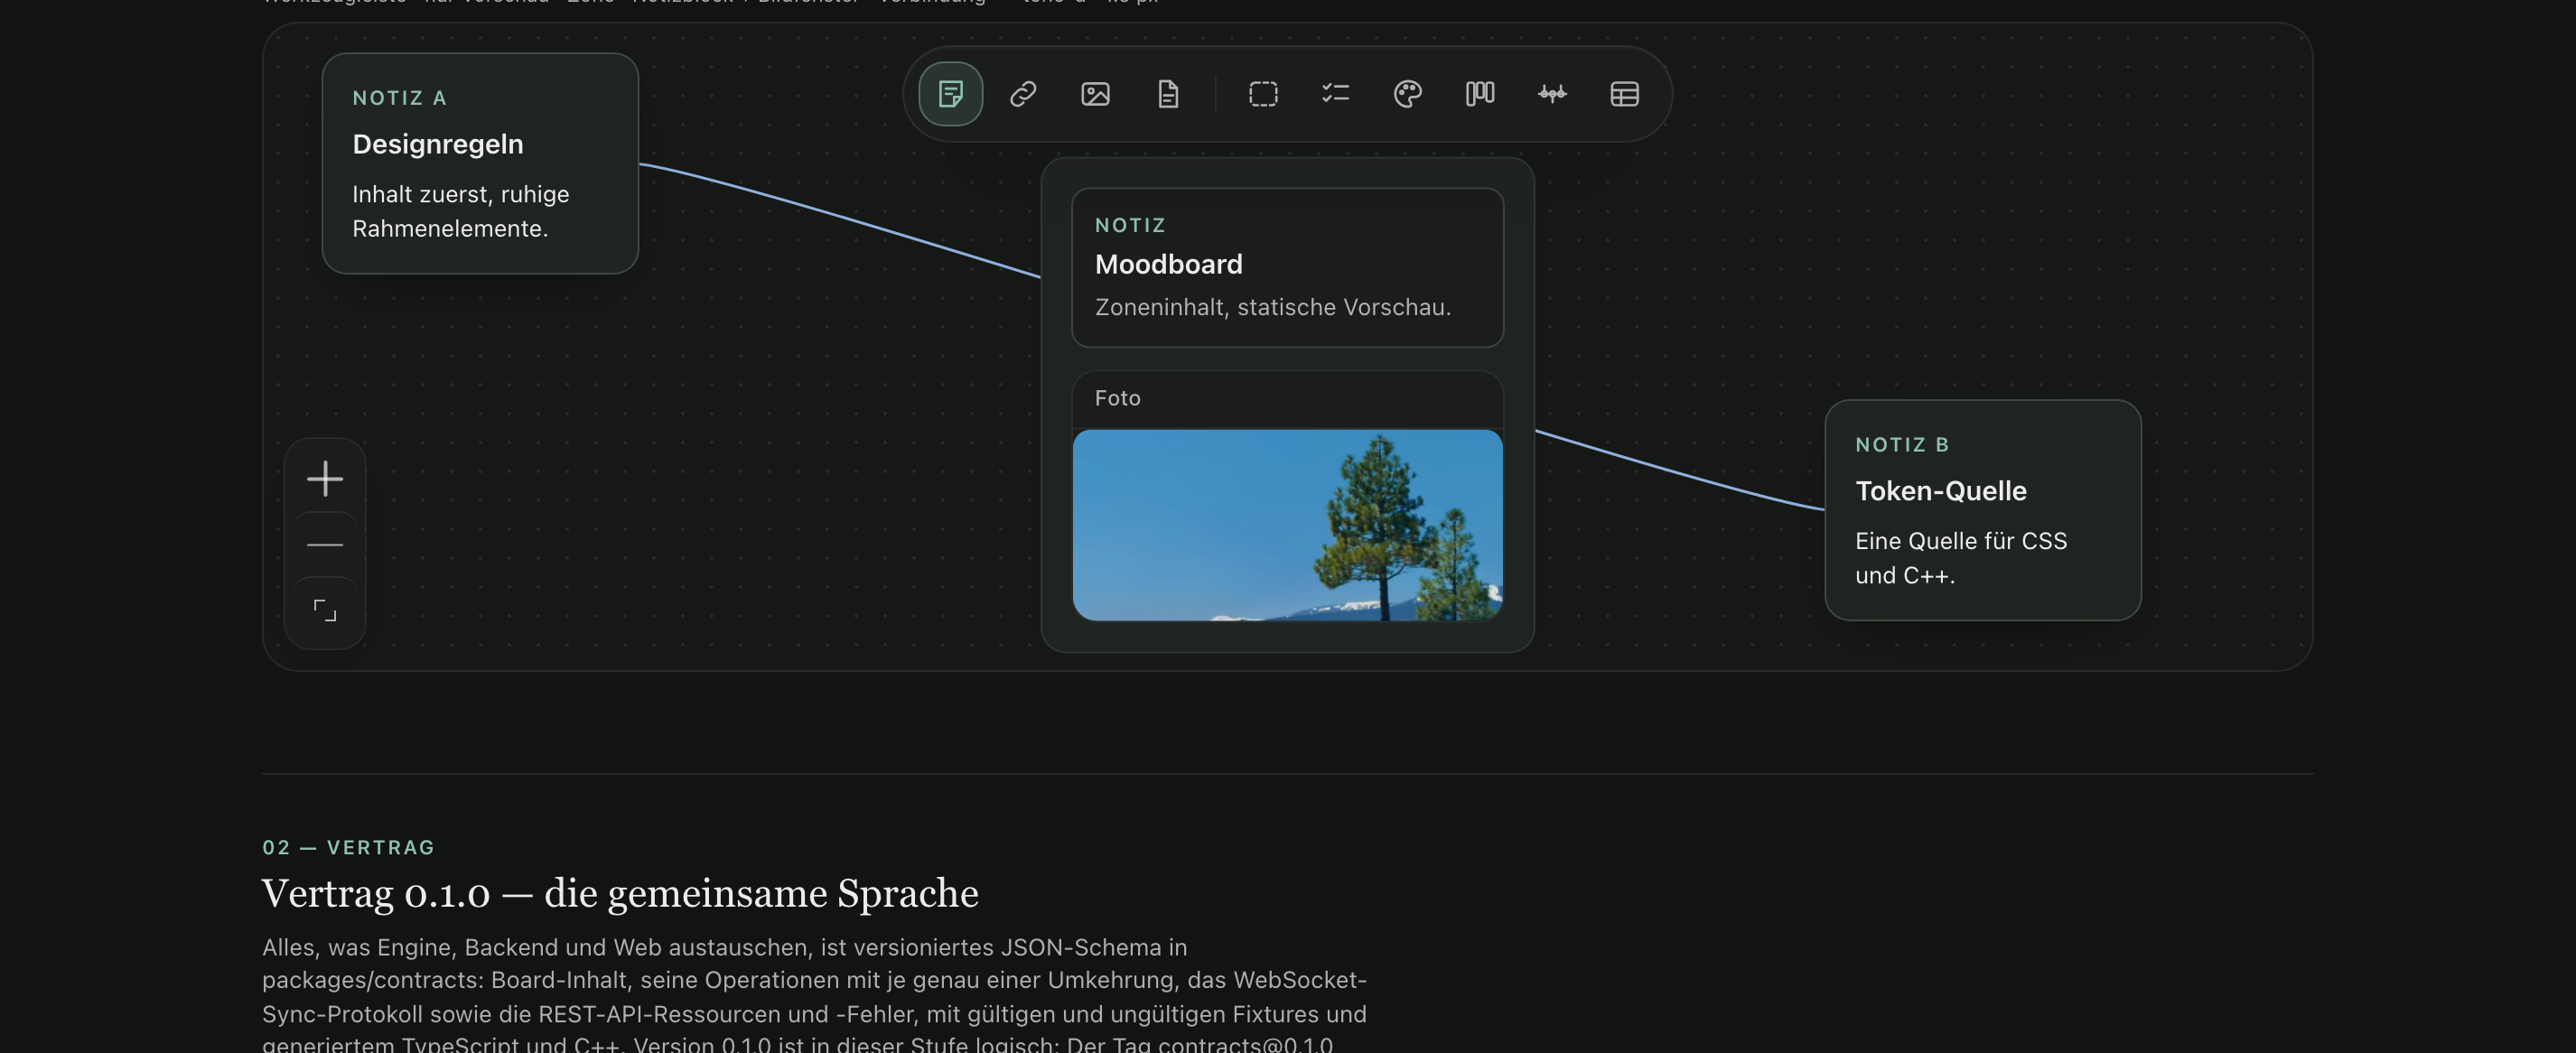 NOTIZ A
Designregeln
Inhalt zuerst, ruhige
Rahmenelemente.
NOTIZ
Moodboard
Zoneninhalt, statische Vorschau.
Foto
NOTIZ B
Token-Quelle
Eine Quelle für CSS
und C++.
02 — VERTRAG
Vertrag 0.1.0 — die gemeinsame Sprache
Alles, was Engine, Backend und Web austauschen, ist versioniertes JSON-Schema in
packages/contracts: Board-Inhalt, seine Operationen mit je genau einer Umkehrung, das WebSocket-
Sync-Protokoll sowie die REST-API-Ressourcen und -Fehler, mit gültigen und ungültigen Fixtures und
generiertem TypeScript und C++. Version 0.1.0 ist in dieser Stufe logisch: Der Tag contracts@0.1.0